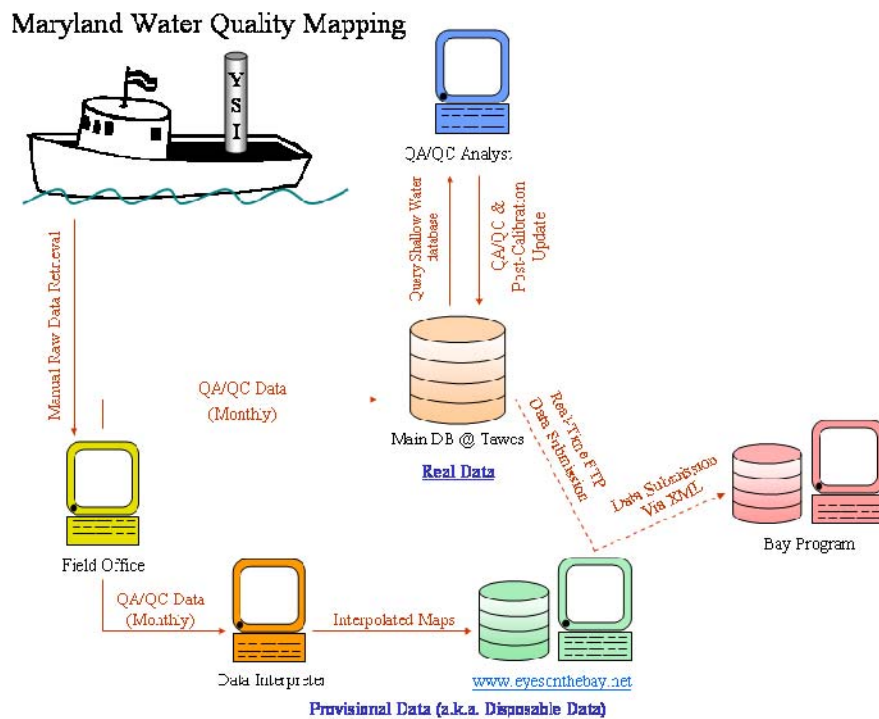 Maryland Water Quality Mapping
Y
S
I
QA/QC Analyst
Query Shallow Water
database
QA/QC &
Post-Calibration
Update
Manual Raw Data Retrieval
QA/QC Data
(Monthly)
Main DB @ Tawes
Real Data
Real-Time FTP
Data Submission
Data Submission
Via XML
Bay Program
Field Office
QA/QC Data
(Monthly)
Interpolated Maps
Data Interpreter
www.eyesonthebay.net
Provisional Data (a.k.a. Disposable Data)